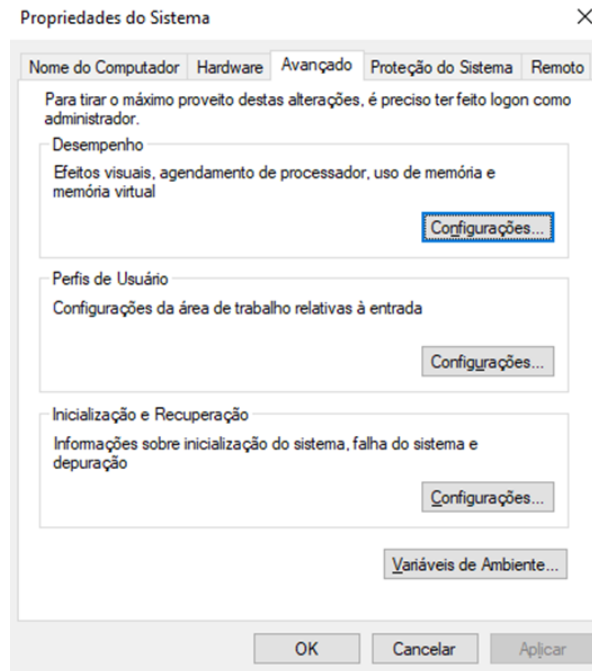 Propriedades do Sistema
Nome do Computador Hardware Avançado Proteção do Sistema Remoto
Para tirar o máximo proveito destas alterações, é preciso ter feito logon como
administrador.
Desempenho
Efeitos visuais, agendamento de processador, uso de memória e
memória virtual
Configurações...
Perfis de Usuário
Configurações da área de trabalho relativas à entrada
Configurações...
Inicialização e Recuperação
Informações sobre inicialização do sistema, falha do sistema e
depuração
Configurações...
Variáveis de Ambiente...
OK Cancelar Aplicar